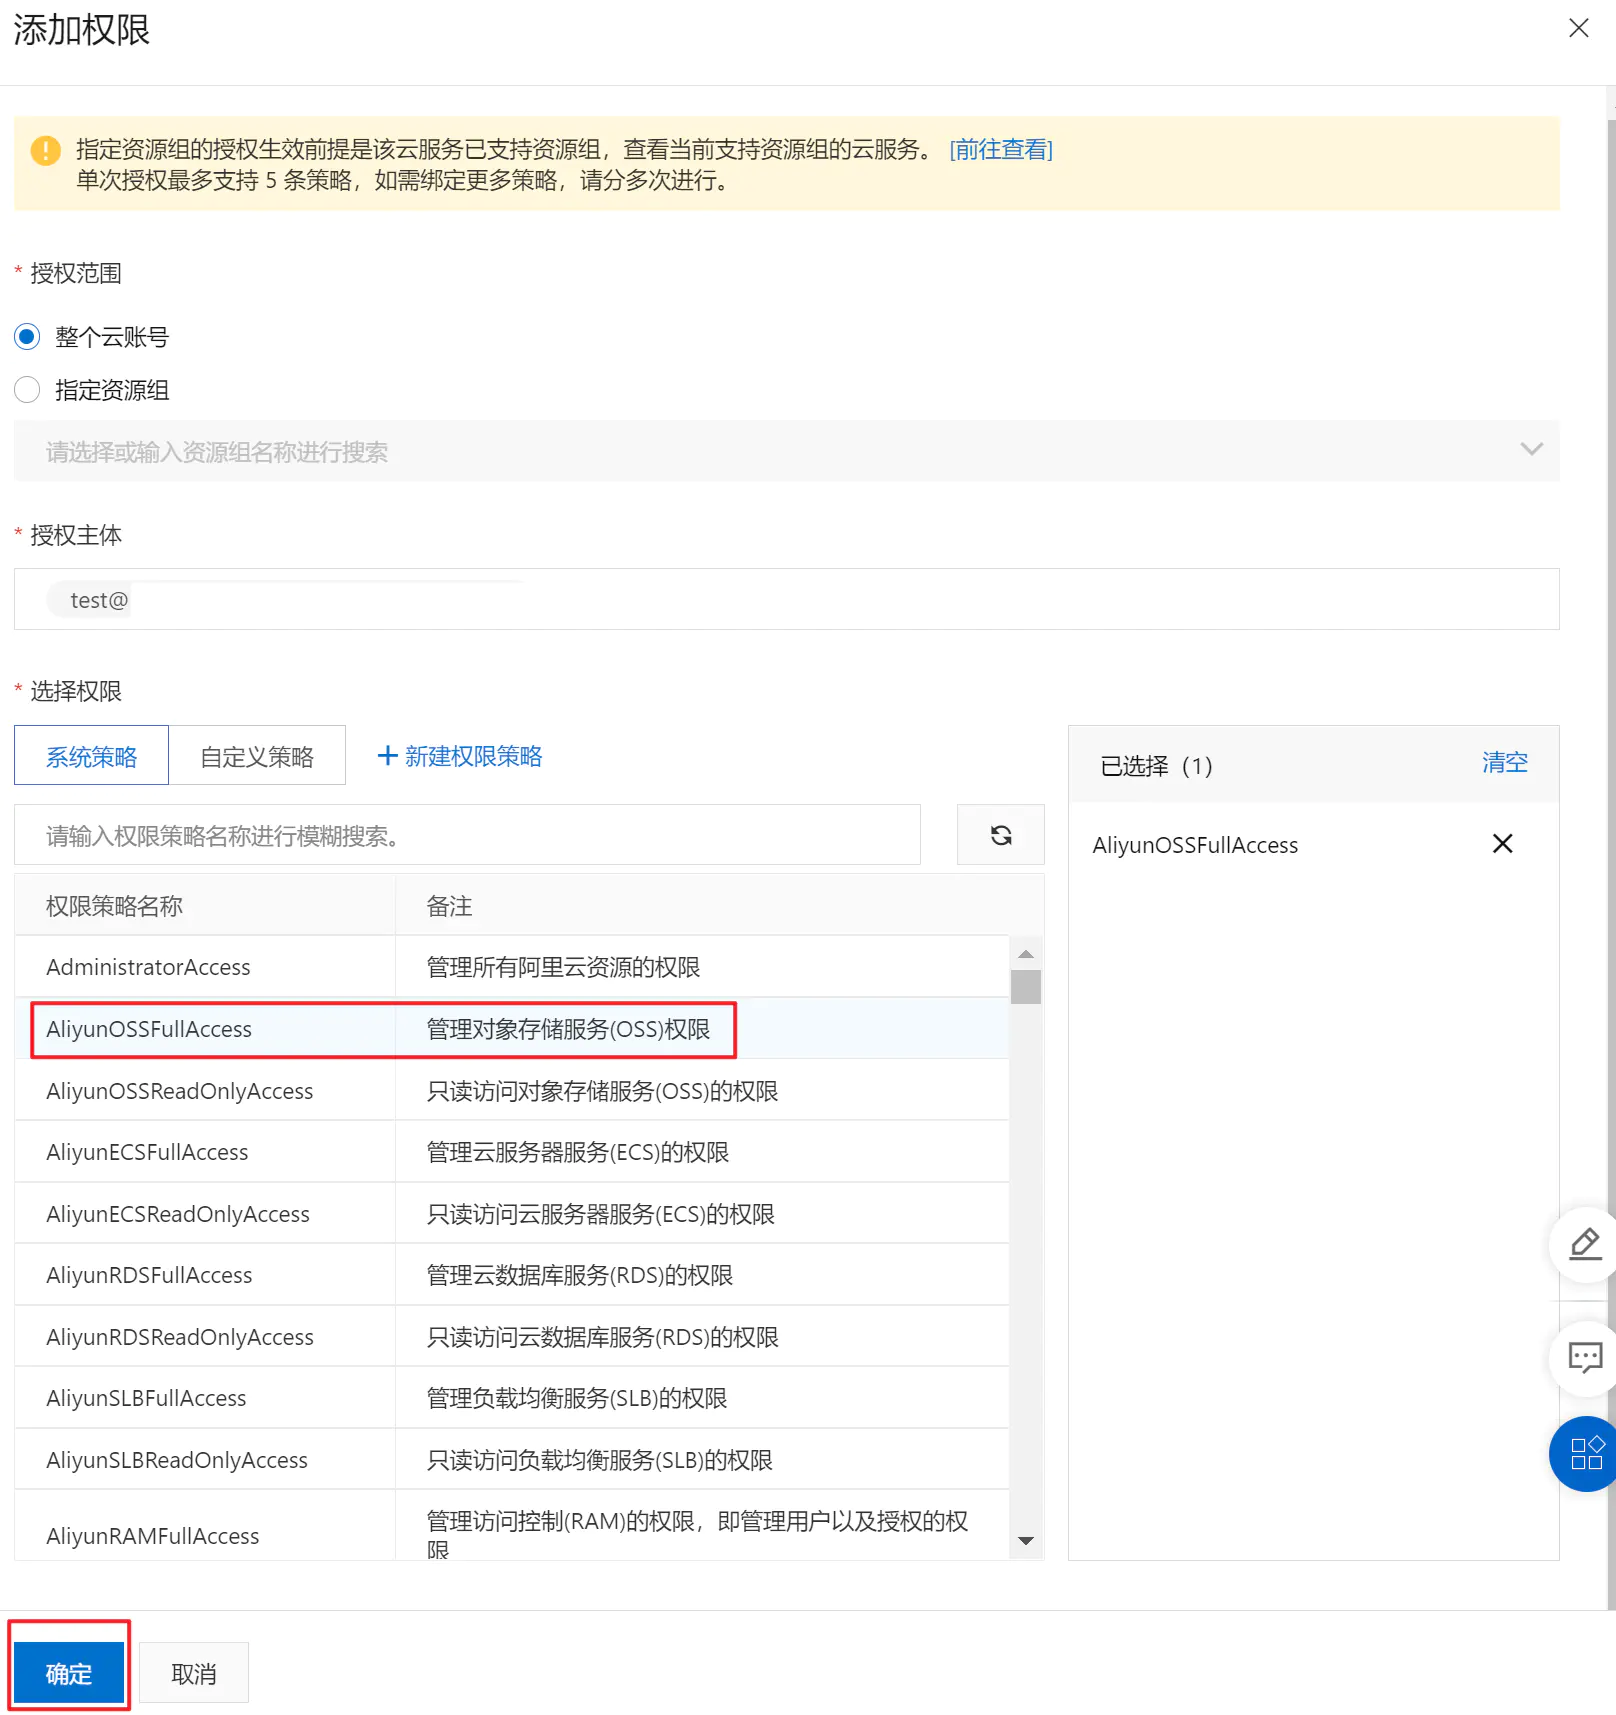 添加权限
指定资源组的授权生效前提是该云服务已支持资源组，查看当前支持资源组的云服务。 [前往查看]
单次授权最多支持 5 条策略，如需绑定更多策略，请分多次进行。
* 授权范围
整个云账号
指定资源组
请选择或输入资源组名称进行搜索
* 授权主体
test@
* 选择权限
系统策略 自定义策略 + 新建权限策略
请输入权限策略名称进行模糊搜索。
权限策略名称 备注
AdministratorAccess 管理所有阿里云资源的权限
AliyunOSSFullAccess 管理对象存储服务(OSS)权限
AliyunOSSReadOnlyAccess 只读访问对象存储服务(OSS)的权限
AliyunECSFullAccess 管理云服务器服务(ECS)的权限
AliyunECSReadOnlyAccess 只读访问云服务器服务(ECS)的权限
AliyunRDSFullAccess 管理云数据库服务(RDS)的权限
AliyunRDSReadOnlyAccess 只读访问云数据库服务(RDS)的权限
AliyunSLBFullAccess 管理负载均衡服务(SLB)的权限
AliyunSLBReadOnlyAccess 只读访问负载均衡服务(SLB)的权限
AliyunRAMFullAccess 管理访问控制(RAM)的权限，即管理用户以及授权的权
限
已选择（1） 清空
AliyunOSSFullAccess
确定 取消